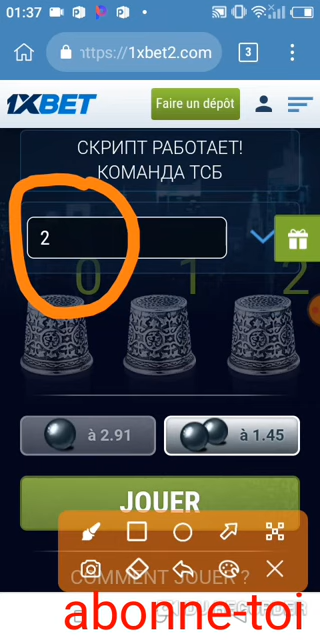 01:37
3
https://1xbet2.com
1XBET
Faire un dépôt
СКРИПТ РАБОТАЕТ!
КОМАНДА ТСБ
2
0 1 2
à 2.91
à 1.45
JOUER
COMMENT JOUER ?
RECORDER
abonne-toi